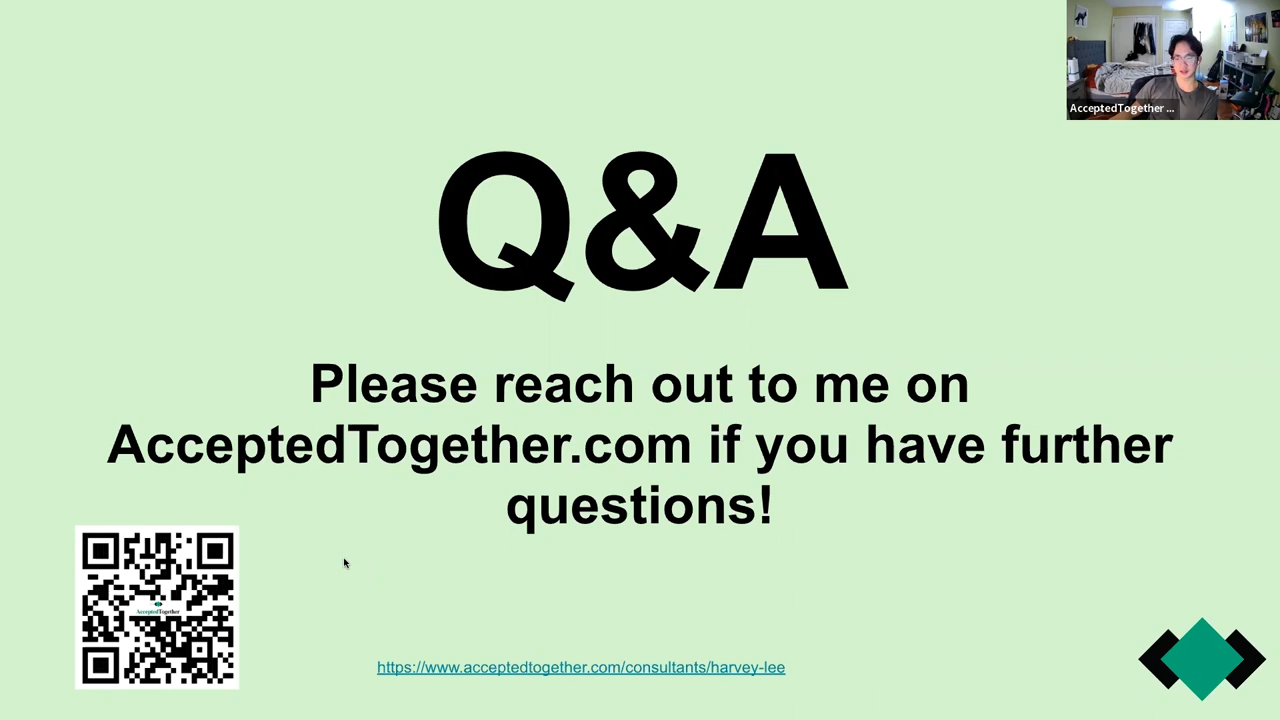 AcceptedTogether ...
Q&A
Please reach out to me on
AcceptedTogether.com if you have further
questions!
AcceptedTogether
https://www.acceptedtogether.com/consultants/harvey-lee